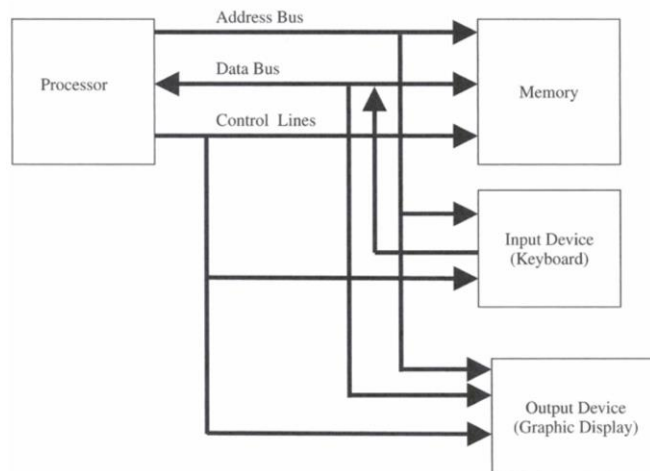 Address Bus
Processor
Data Bus
Memory
Control Lines
Input Device
(Keyboard)
Output Device
(Graphic Display)